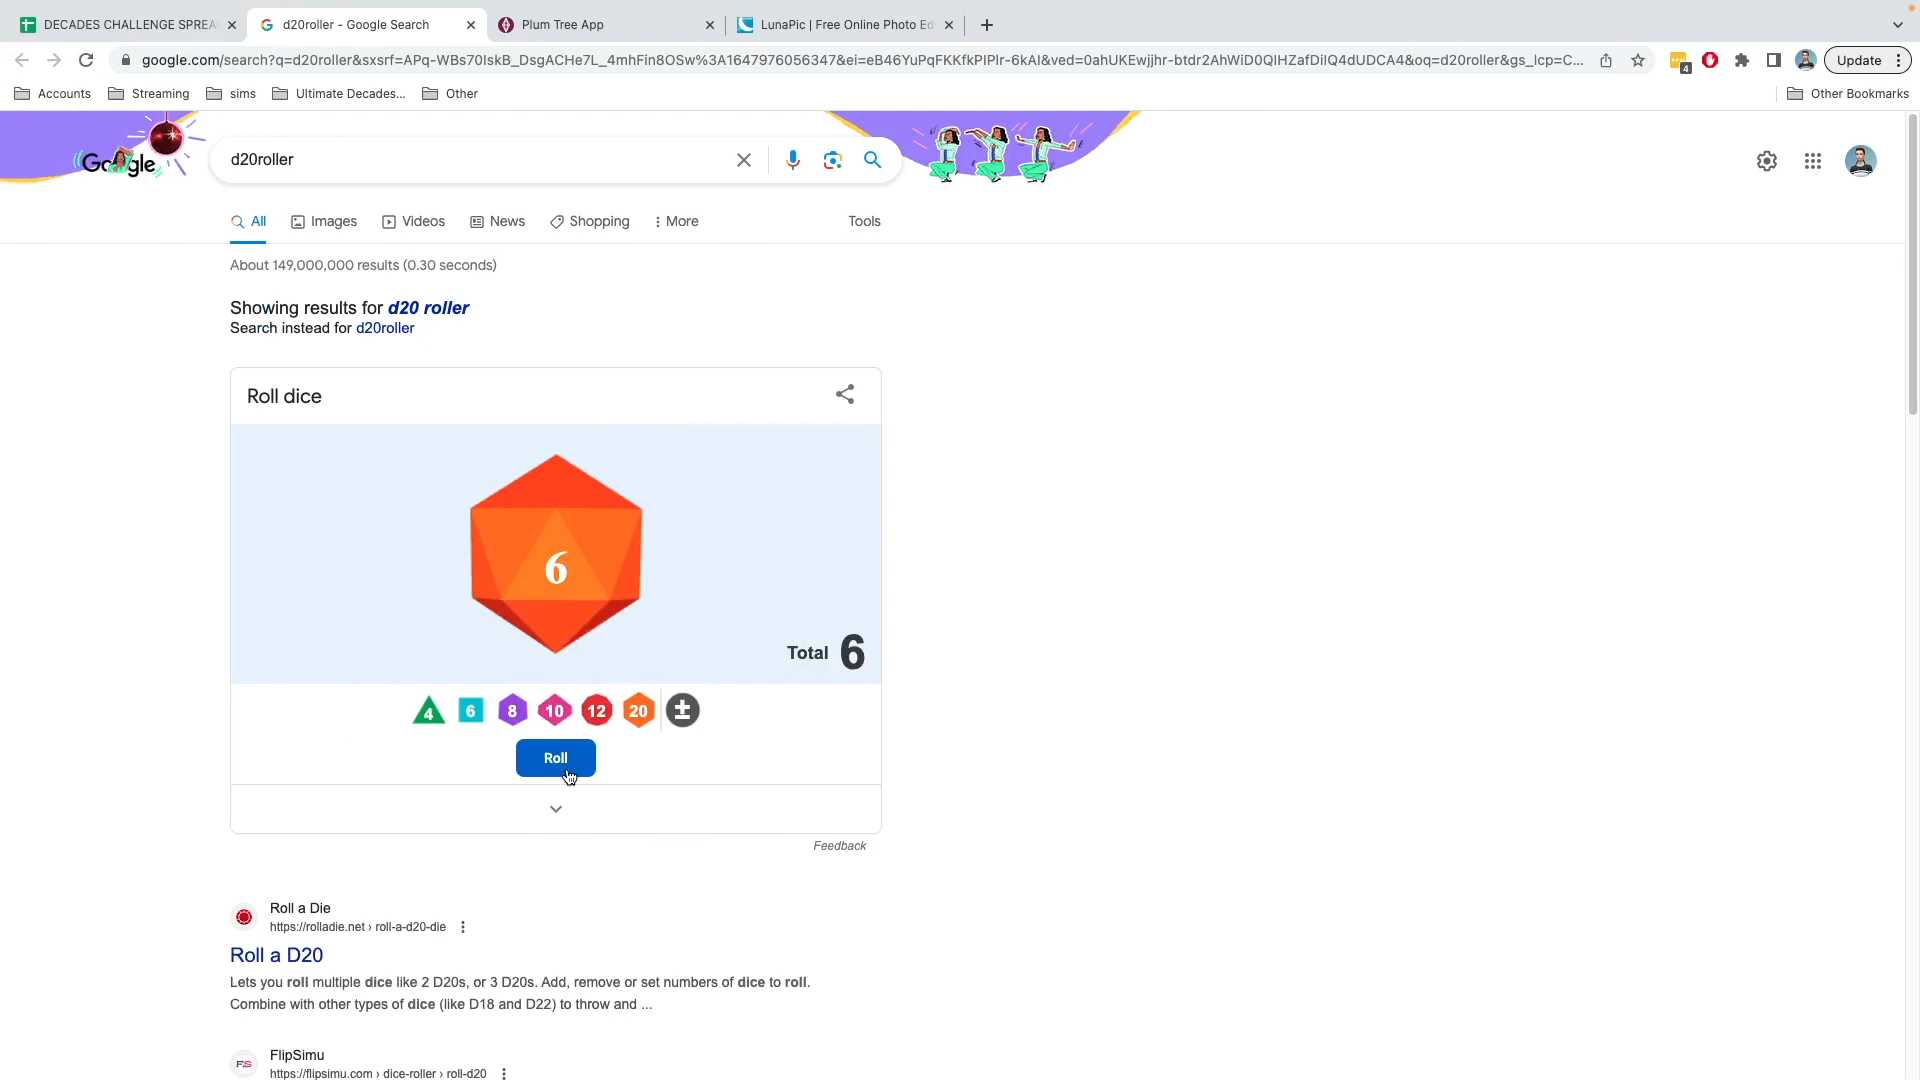 DECADES CHALLENGE SPREA
d20roller - Google Search
Plum Tree App
LunaPic | Free Online Photo Ed
google.com/search?q=d20roller&sxsrf=APq-WBs70IskB_DsgACHe7L_4mhFin8OSw%3A1647976056347&ei=eB46YuPqFKKfkPIPlr-6kAI&ved=0ahUKEwjjhr-btdr2AhWiD0QIHZafDiIQ4dUDCA4&oq=d20roller&gs_lcp=C...
4
Update
Accounts
Streaming
sims
Ultimate Decades...
Other
Other Bookmarks
Google
d20roller
All
Images
Videos
News
Shopping
More
Tools
About 149,000,000 results (0.30 seconds)
Showing results for d20 roller
Search instead for d20roller
Roll dice
6
Total 6
4 6 8 10 12 20 ±
Roll
Feedback
Roll a Die
https://rolladie.net › roll-a-d20-die
Roll a D20
Lets you roll multiple dice like 2 D20s, or 3 D20s. Add, remove or set numbers of dice to roll.
Combine with other types of dice (like D18 and D22) to throw and ...
FS
FlipSimu
https://flipsimu.com › dice-roller › roll-d20